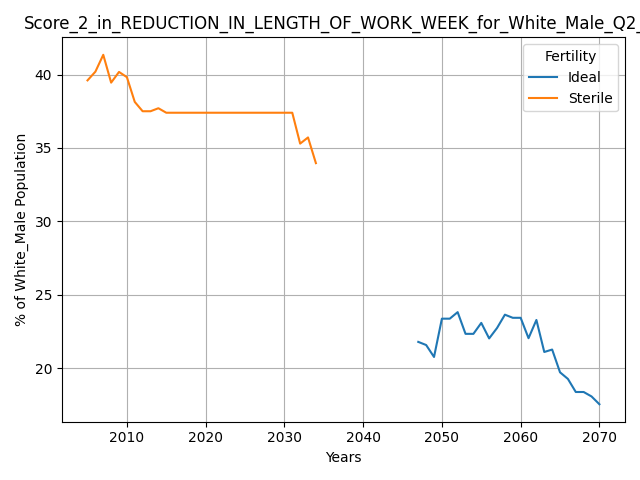 Score_2_in_REDUCTION_IN_LENGTH_OF_WORK_WEEK_for_White_Male_Q2_
Fertility
Ideal
Sterile
% of White_Male Population
40
35
30
25
20
2010 2020 2030 2040 2050 2060 2070
Years